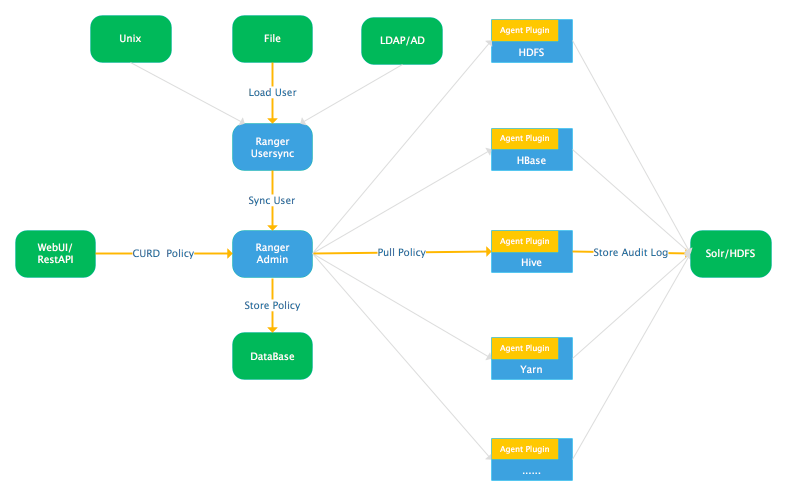 Unix
File
LDAP/AD
Load User
Ranger
Usersync
Sync User
WebUI/
RestAPI
CURD Policy
Ranger
Admin
Pull Policy
Store Policy
DataBase
Agent Plugin
HDFS
Agent Plugin
HBase
Agent Plugin
Hive
Agent Plugin
Yarn
Agent Plugin
......
Store Audit Log
Solr/HDFS